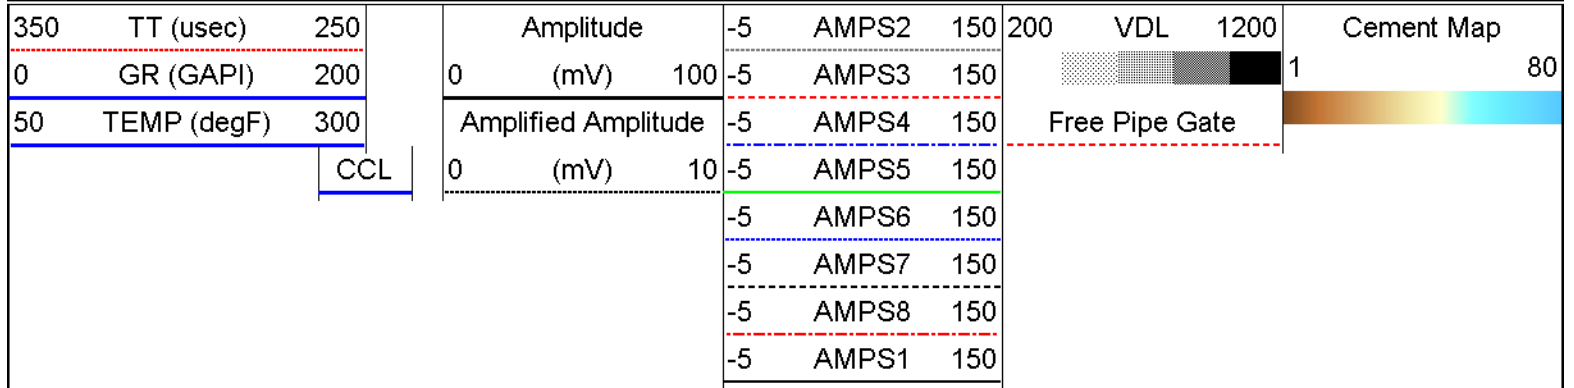 350 TT (usec) 250
0 GR (GAPI) 200
50 TEMP (degF) 300
CCL
Amplitude
0 (mV) 100
Amplified Amplitude
0 (mV) 10
-5 AMPS2 150
-5 AMPS3 150
-5 AMPS4 150
-5 AMPS5 150
-5 AMPS6 150
-5 AMPS7 150
-5 AMPS8 150
-5 AMPS1 150
200 VDL 1200
Free Pipe Gate
Cement Map
1 80